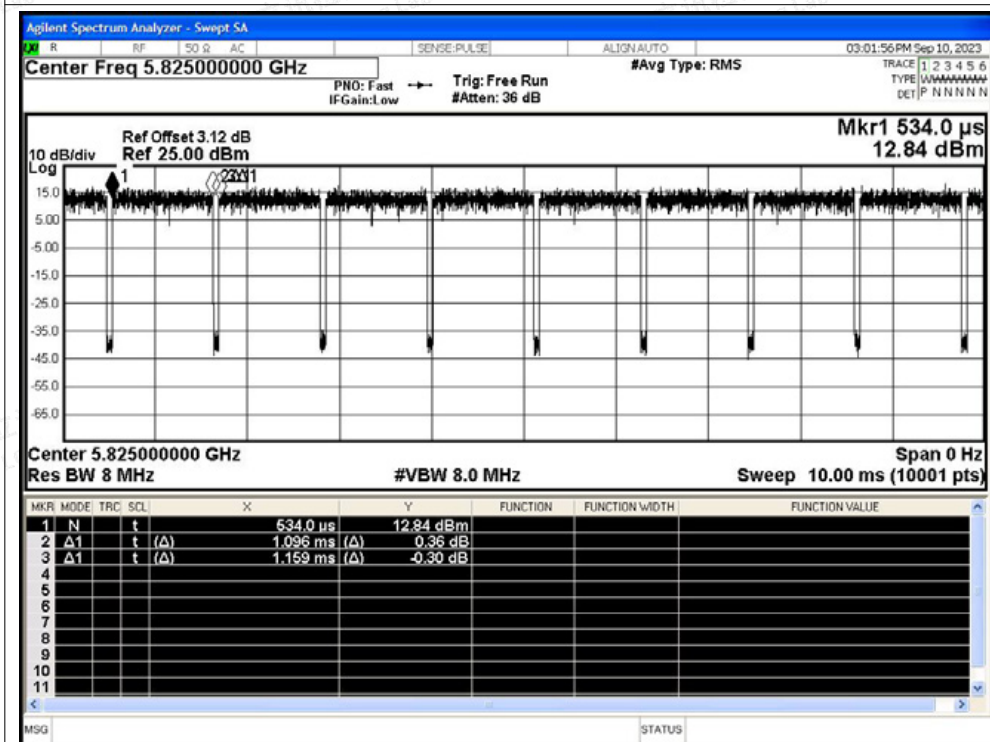 Agilent Spectrum Analyzer - Swept SA
R RF 50 Ω AC SENSE:PULSE ALIGN AUTO 03:01:56 PM Sep 10, 2023
Center Freq 5.825000000 GHz #Avg Type: RMS TRACE 1 2 3 4 5 6
PNO: Fast Trig: Free Run TYPE WWWWWW
IFGain:Low #Atten: 36 dB DET P N N N N N
Mkr1 534.0 µs
Ref Offset 3.12 dB
10 dB/div Ref 25.00 dBm 12.84 dBm
Log
1
15.0
5.00
-5.00
-15.0
-25.0
-35.0
-45.0
-55.0
-65.0
Center 5.825000000 GHz Span 0 Hz
Res BW 8 MHz #VBW 8.0 MHz Sweep 10.00 ms (10001 pts)
MKR MODE TRC SCL X Y FUNCTION FUNCTION WIDTH FUNCTION VALUE
1 N t 534.0 µs 12.84 dBm
2 Δ1 t (Δ) 1.096 ms (Δ) 0.36 dB
3 Δ1 t (Δ) 1.159 ms (Δ) -0.30 dB
4
5
6
7
8
9
10
11
MSG STATUS